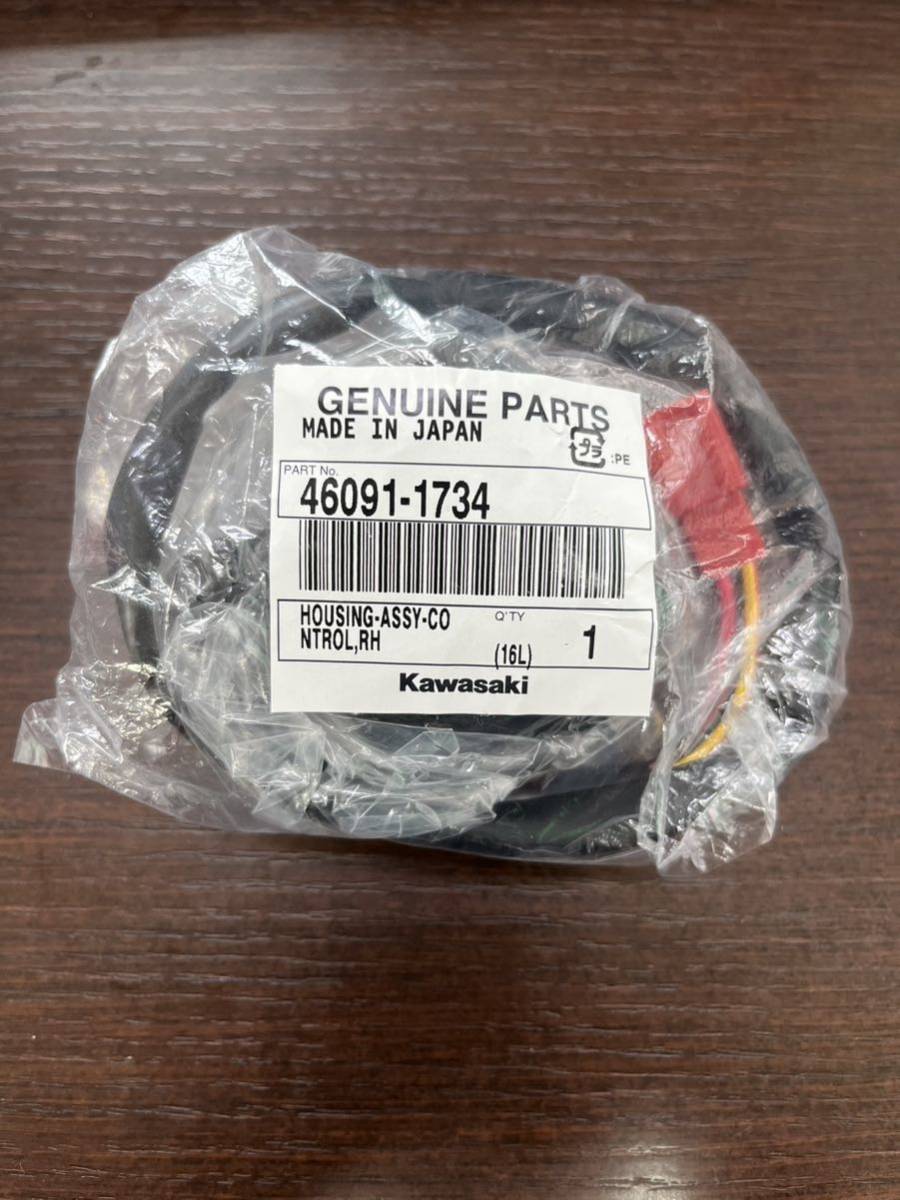 GENUINE PARTS
MADE IN JAPAN
プラ :PE
PART No.
46091-1734
HOUSING-ASSY-CO
NTROL,RH
Q'TY
(16L) 1
Kawasaki